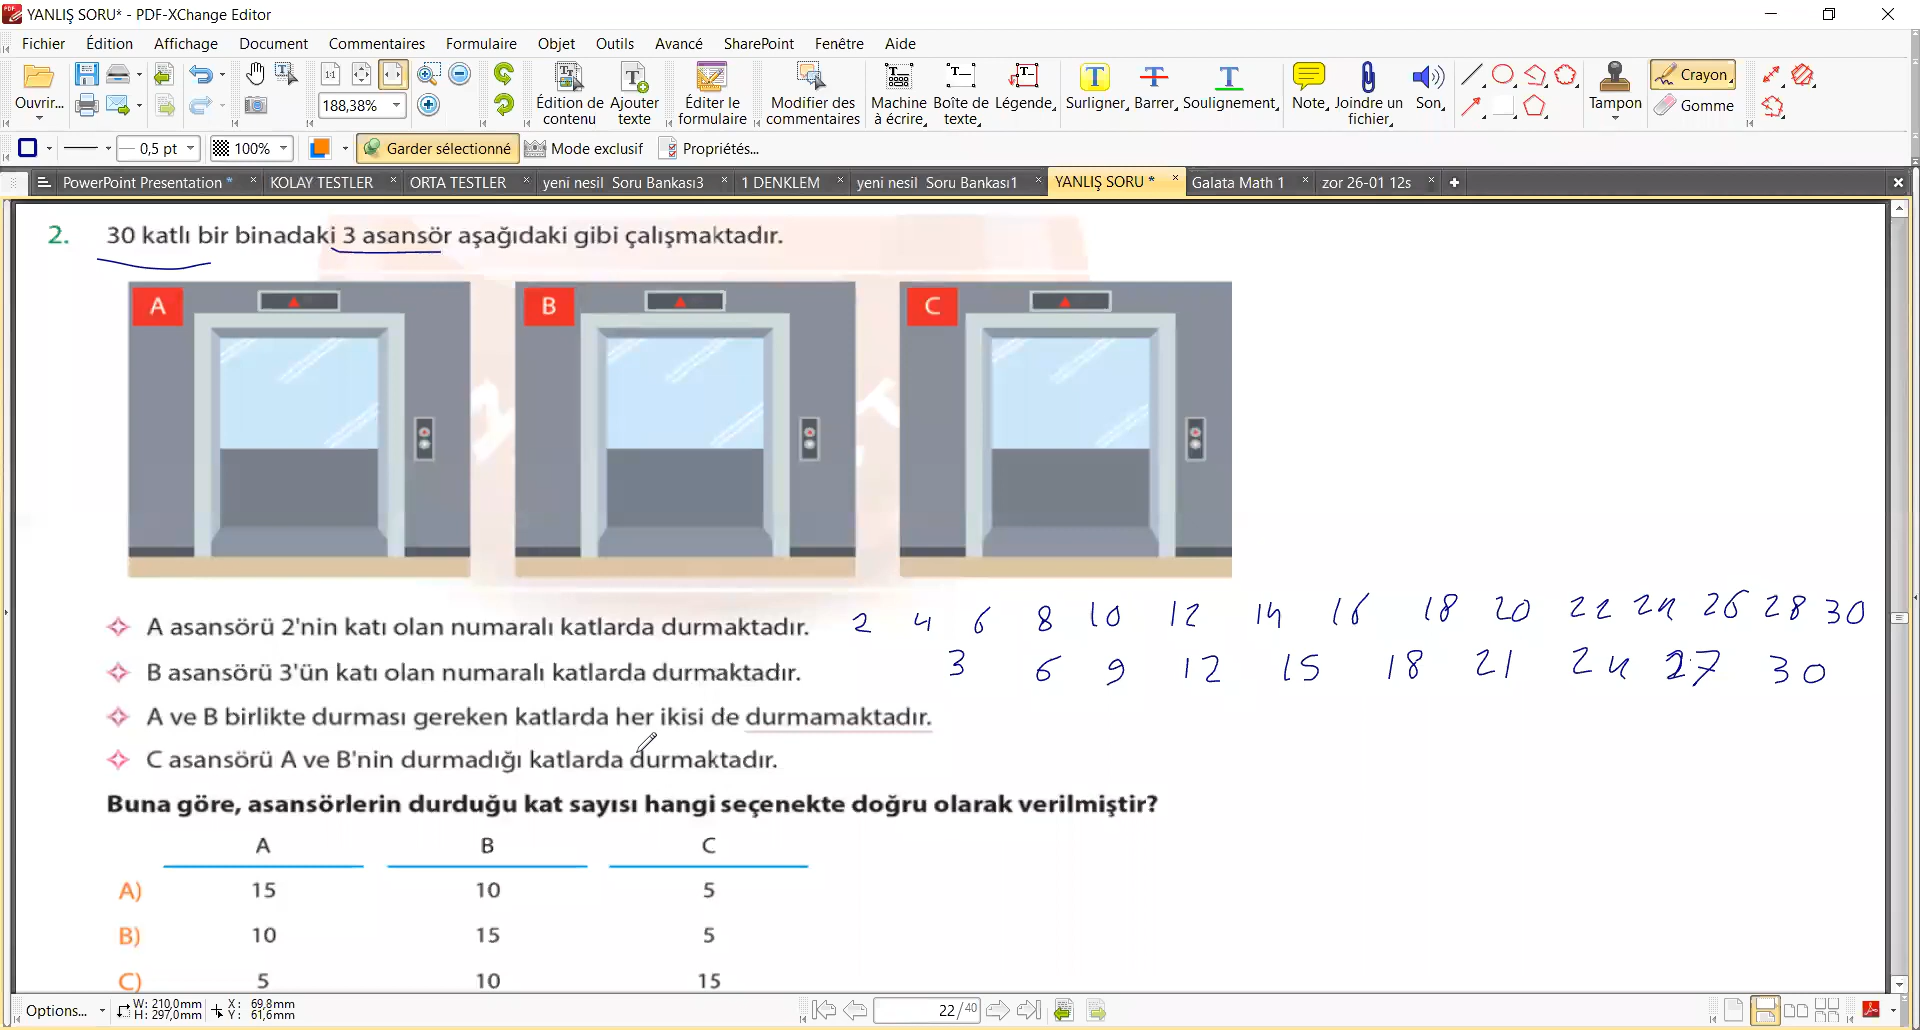 YANLIŞ SORU* - PDF-XChange Editor
Fichier Édition Affichage Document Commentaires Formulaire Objet Outils Avancé SharePoint Fenêtre Aide
Ouvrir... 1:1 188,38% Édition de contenu Ajouter texte Éditer le formulaire Modifier des commentaires Machine à écrire Boîte de texte Légende Surligner Barrer Soulignement Note Joindre un fichier Son Tampon Crayon Gomme
0,5 pt 100% Garder sélectionné Mode exclusif Propriétés...
PowerPoint Presentation * KOLAY TESTLER ORTA TESTLER yeni nesil Soru Bankası3 1 DENKLEM yeni nesil Soru Bankası1 YANLIŞ SORU * Galata Math 1 zor 26-01 12s
2. 30 katlı bir binadaki 3 asansör aşağıdaki gibi çalışmaktadır.
A B C
A asansörü 2'nin katı olan numaralı katlarda durmaktadır. 2 4 6 8 10 12 14 16 18 20 22 24 26 28 30
B asansörü 3'ün katı olan numaralı katlarda durmaktadır. 3 6 9 12 15 18 21 24 27 30
A ve B birlikte durması gereken katlarda her ikisi de durmamaktadır.
C asansörü A ve B'nin durmadığı katlarda durmaktadır.
Buna göre, asansörlerin durduğu kat sayısı hangi seçenekte doğru olarak verilmiştir?
A B C
A) 15 10 5
B) 10 15 5
C) 5 10 15
Options... W: 210,0mm H: 297,0mm X: 69,8mm Y: 61,6mm 22/40